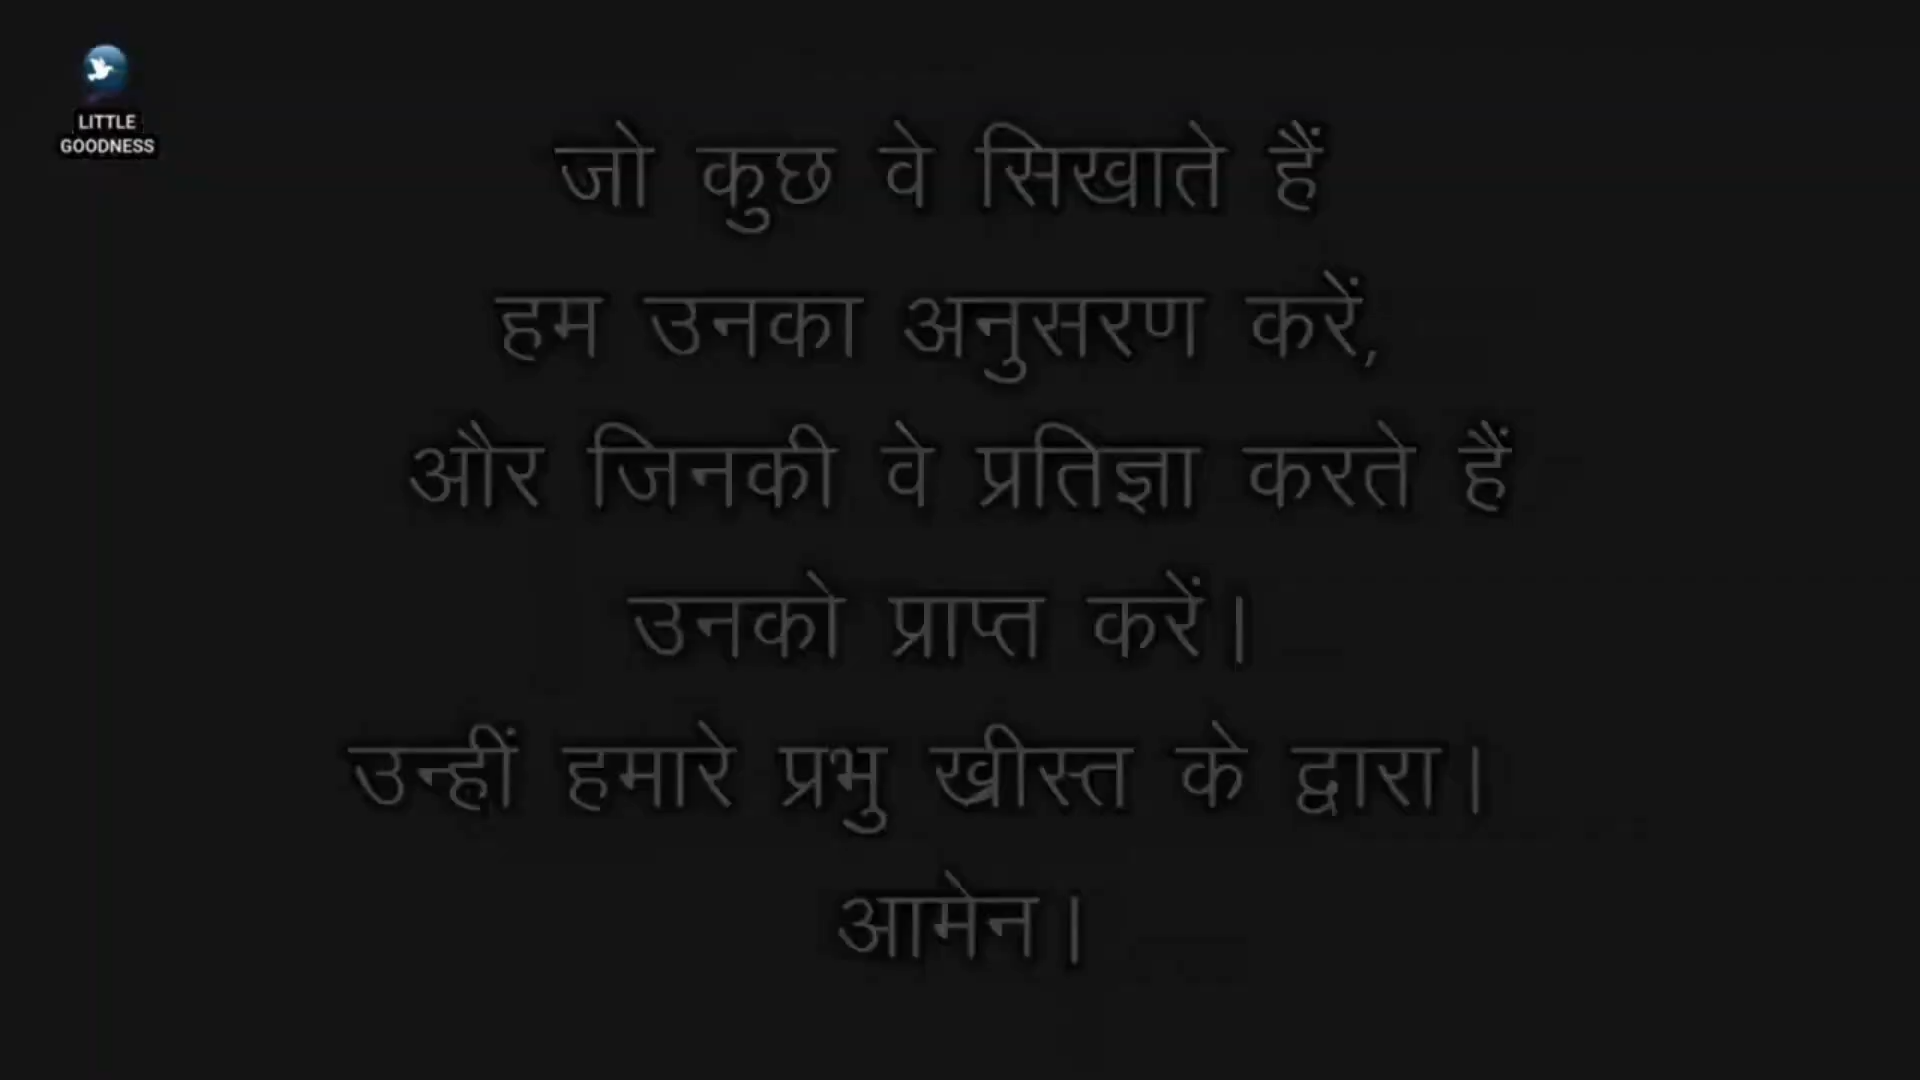 LITTLE
GOODNESS
जो कुछ वे सिखाते हैं
हम उनका अनुसरण करें,
और जिनकी वे प्रतिज्ञा करते हैं
उनको प्राप्त करें।
उन्हीं हमारे प्रभु ख्रीस्त के द्वारा।
आमेन।